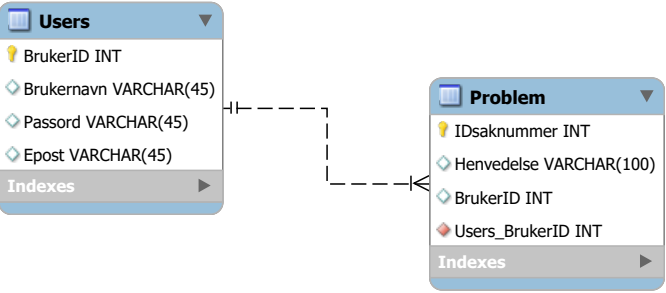 Users
BrukerID INT
Brukernavn VARCHAR(45)
Passord VARCHAR(45)
Epost VARCHAR(45)
Indexes
Problem
IDsaknummer INT
Henvedelse VARCHAR(100)
BrukerID INT
Users_BrukerID INT
Indexes